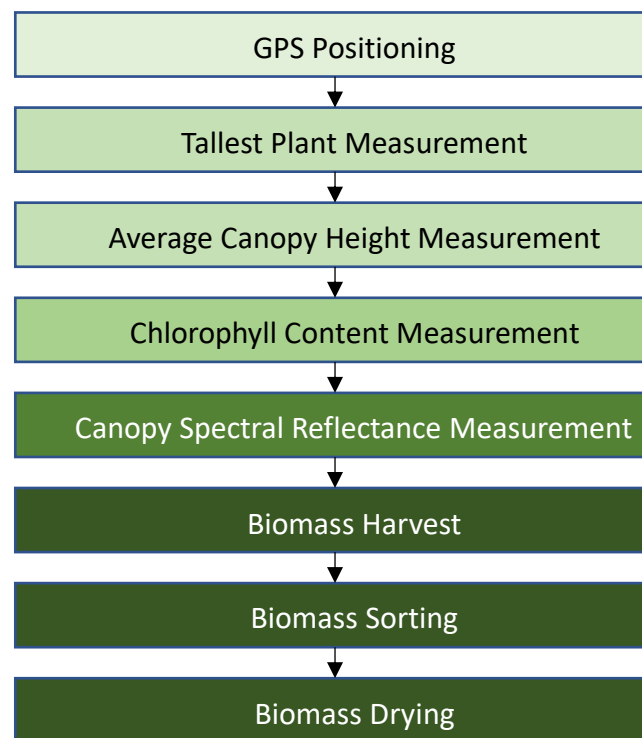 GPS Positioning
Tallest Plant Measurement
Average Canopy Height Measurement
Chlorophyll Content Measurement
Canopy Spectral Reflectance Measurement
Biomass Harvest
Biomass Sorting
Biomass Drying